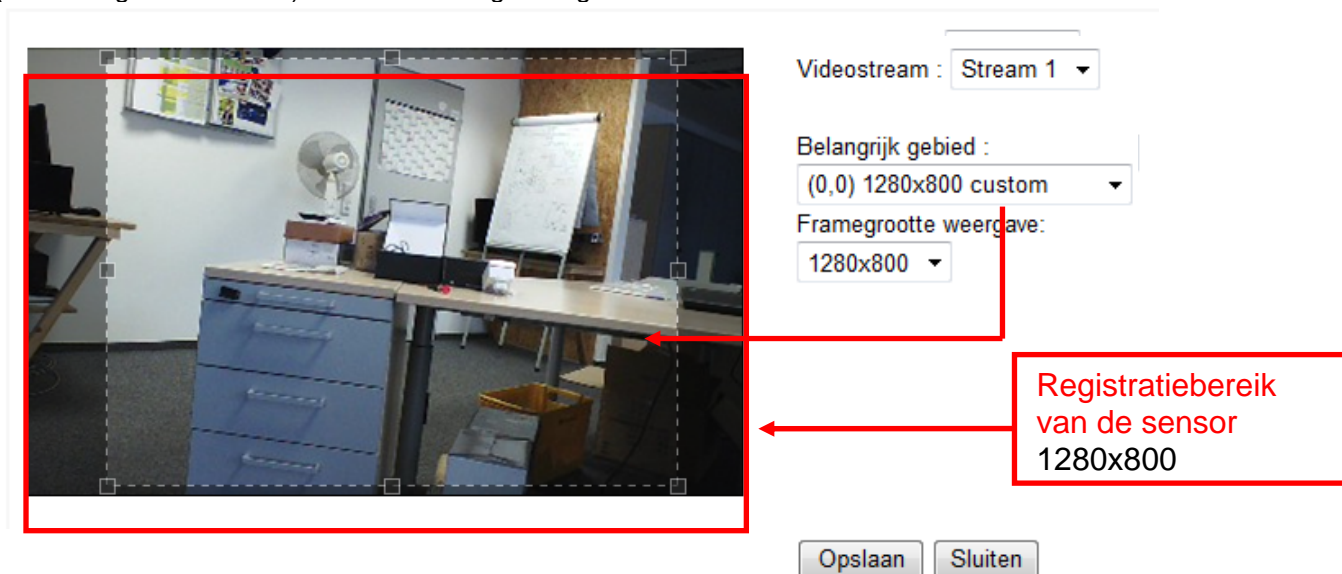 Videostream : Stream 1
Belangrijk gebied :
(0,0) 1280x800 custom
Framegrootte weergave:
1280x800
Registratiebereik
van de sensor
1280x800
Opslaan Sluiten